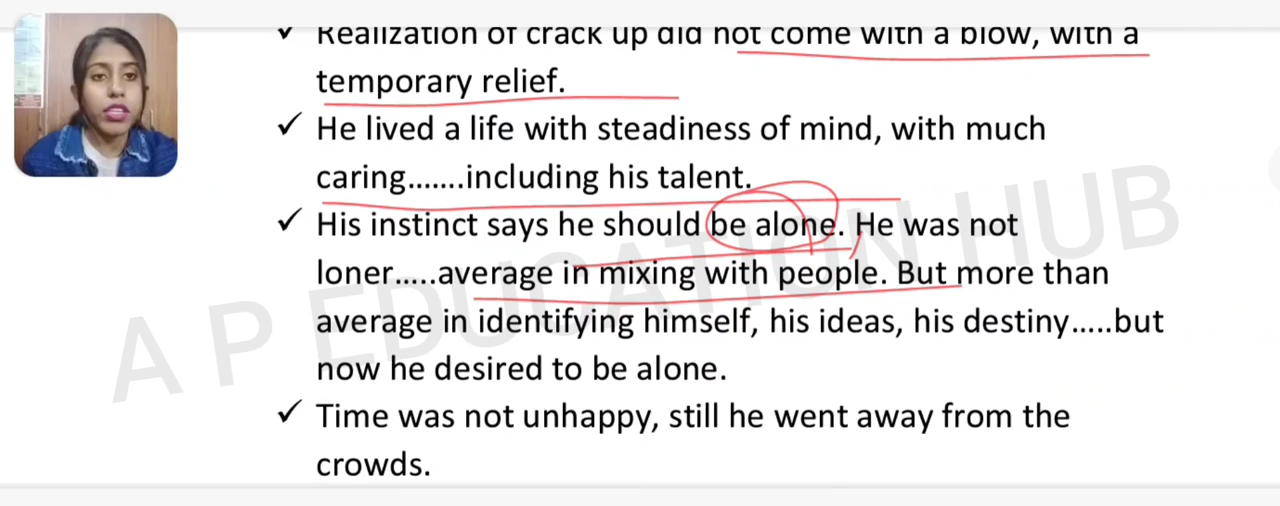 ✓ Realization of crack up did not come with a blow, with a
temporary relief.
✓ He lived a life with steadiness of mind, with much
caring.......including his talent.
✓ His instinct says he should be alone. He was not
loner.....average in mixing with people. But more than
average in identifying himself, his ideas, his destiny.....but
now he desired to be alone.
✓ Time was not unhappy, still he went away from the
crowds.
A P EDUCATION HUB